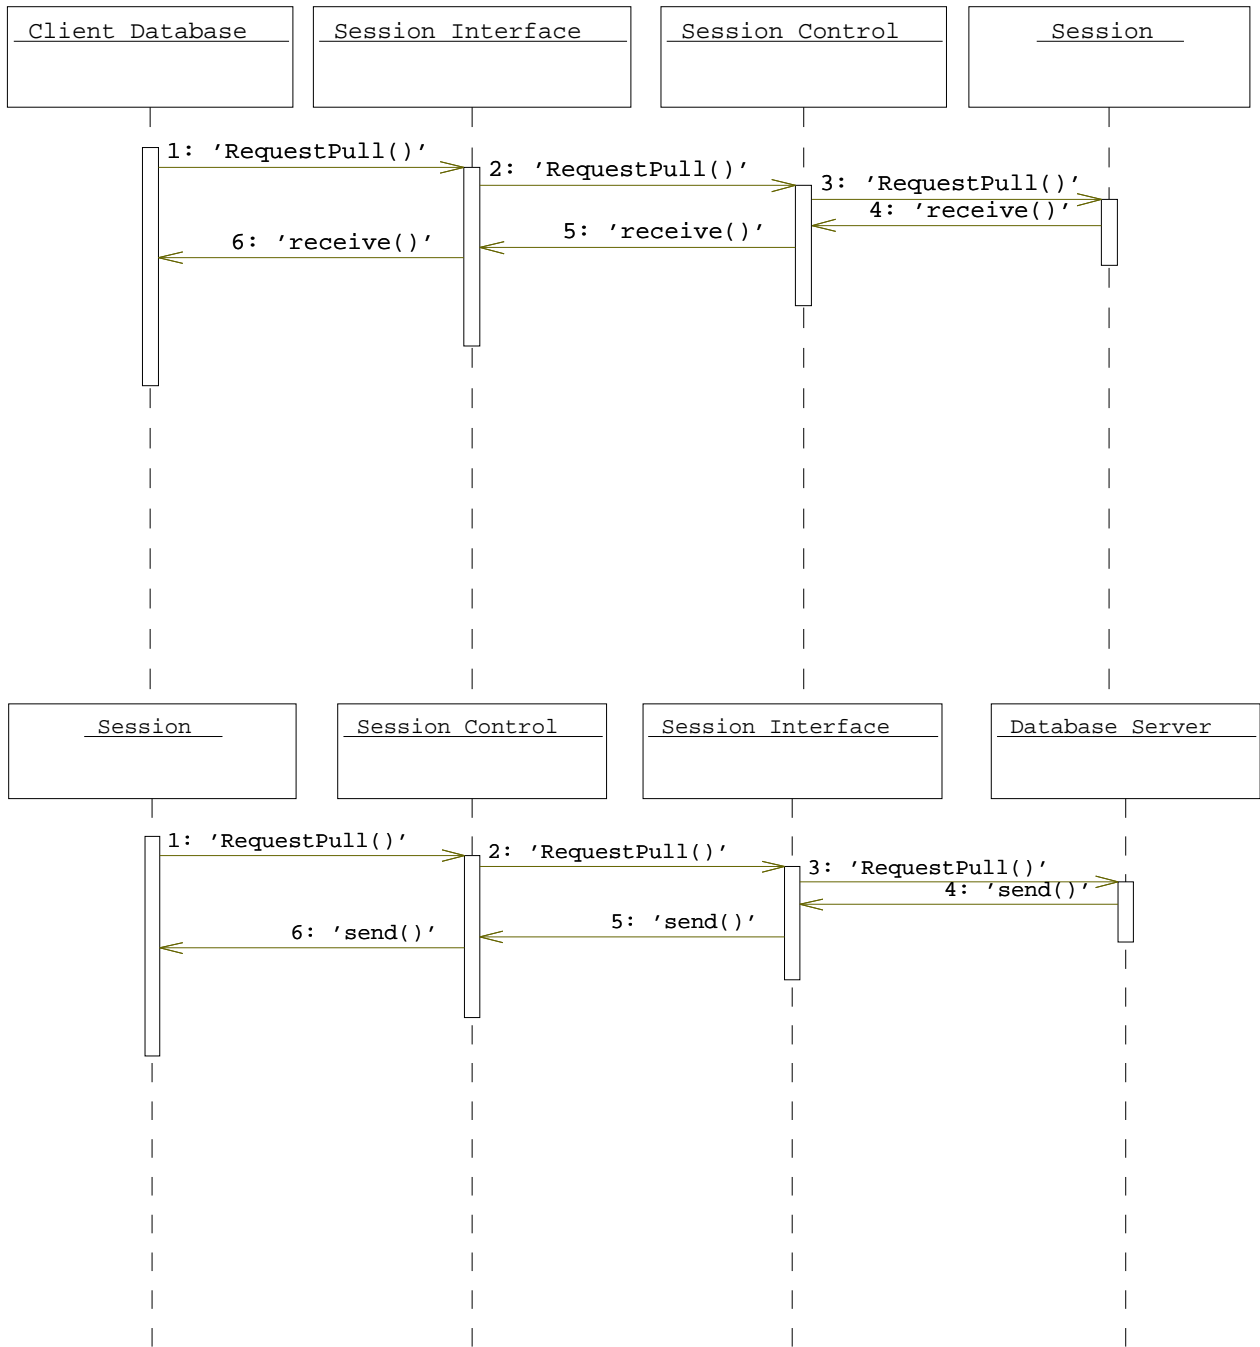 Client Database
Session Interface
Session Control
Session
1: ’RequestPull()’
2: ’RequestPull()’
3: ’RequestPull()’
4: ’receive()’
5: ’receive()’
6: ’receive()’
Session
Session Control
Session Interface
Database Server
1: ’RequestPull()’
2: ’RequestPull()’
3: ’RequestPull()’
4: ’send()’
5: ’send()’
6: ’send()’